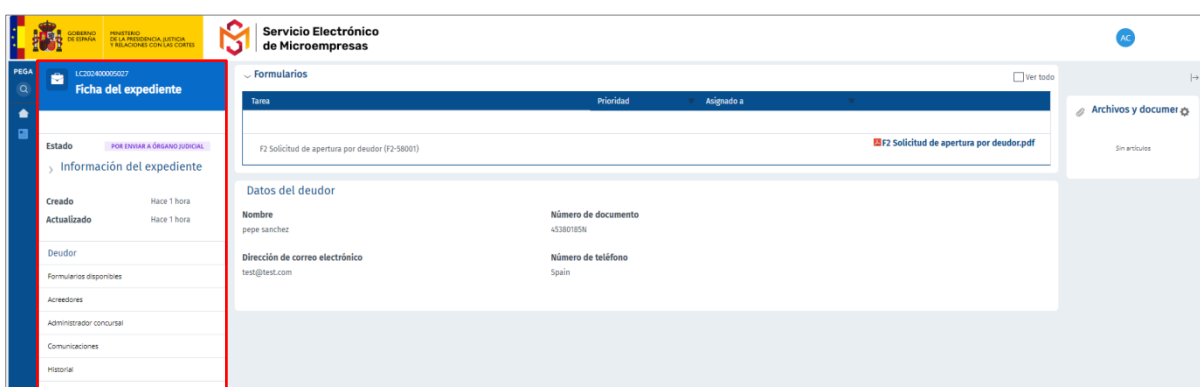 GOBIERNO
DE ESPAÑA
MINISTERIO
DE LA PRESIDENCIA, JUSTICIA
Y RELACIONES CON LAS CORTES
Servicio Electrónico
de Microempresas
AC
PEGA
LC202400005027
Ficha del expediente
Estado
POR ENVIAR A ÓRGANO JUDICIAL
Información del expediente
Creado Hace 1 hora
Actualizado Hace 1 hora
Deudor
Formularios disponibles
Acreedores
Administrador concursal
Comunicaciones
Historial
Formularios
Ver todo
Tarea Prioridad Asignado a
F2 Solicitud de apertura por deudor (F2-58001)
F2 Solicitud de apertura por deudor.pdf
Datos del deudor
Nombre Número de documento
pepe sanchez 45380185N
Dirección de correo electrónico Número de teléfono
test@test.com Spain
Archivos y documer
Sin artículos